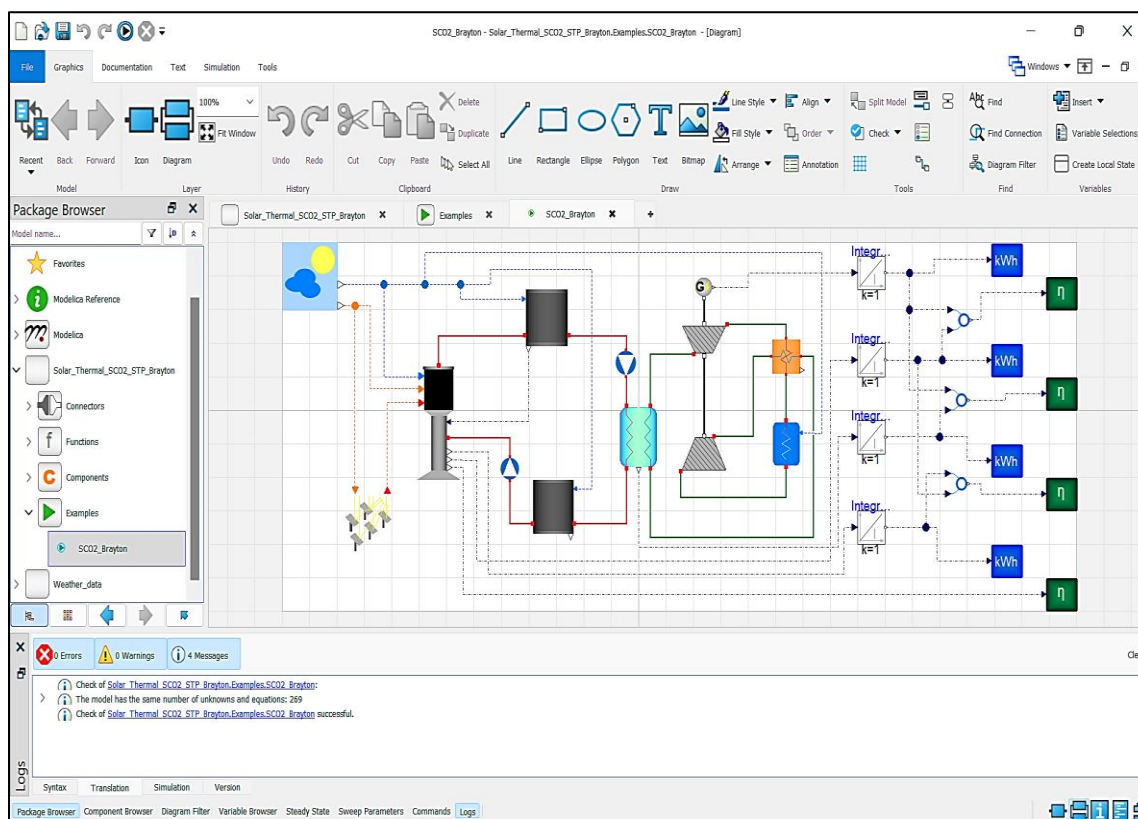 SCO2_Brayton - Solar_Thermal_SCO2_STP_Brayton.Examples.SCO2_Brayton - [Diagram]
File Graphics Documentation Text Simulation Tools
Windows
100%
Fit Window
Delete
Duplicate
Select All
Line Style
Fill Style
Arrange
Align
Order
Annotation
Split Model
Check
Abc
Find
Find Connection
Diagram Filter
Insert
Variable Selections
Create Local State
Recent Back Forward Icon Diagram Undo Redo Cut Copy Paste Line Rectangle Ellipse Polygon Text Bitmap
Model Layer History Clipboard Draw Tools Find Variables
Package Browser
Model name...
Favorites
Modelica Reference
Modelica
Solar_Thermal_SCO2_STP_Brayton
Connectors
f Functions
C Components
Examples
SCO2_Brayton
Weather_data
Solar_Thermal_SCO2_STP_Brayton Examples SCO2_Brayton
G
Integr...
k=1
kWh
η
Integr...
k=1
kWh
η
Integr...
k=1
kWh
η
Integr...
k=1
kWh
η
0 Errors 0 Warnings 4 Messages
Cle
Check of Solar_Thermal_SCO2_STP_Brayton.Examples.SCO2_Brayton:
The model has the same number of unknowns and equations: 269
Check of Solar_Thermal_SCO2_STP_Brayton.Examples.SCO2_Brayton successful.
Logs
Syntax Translation Simulation Version
Package Browser Component Browser Diagram Filter Variable Browser Steady State Sweep Parameters Commands Logs